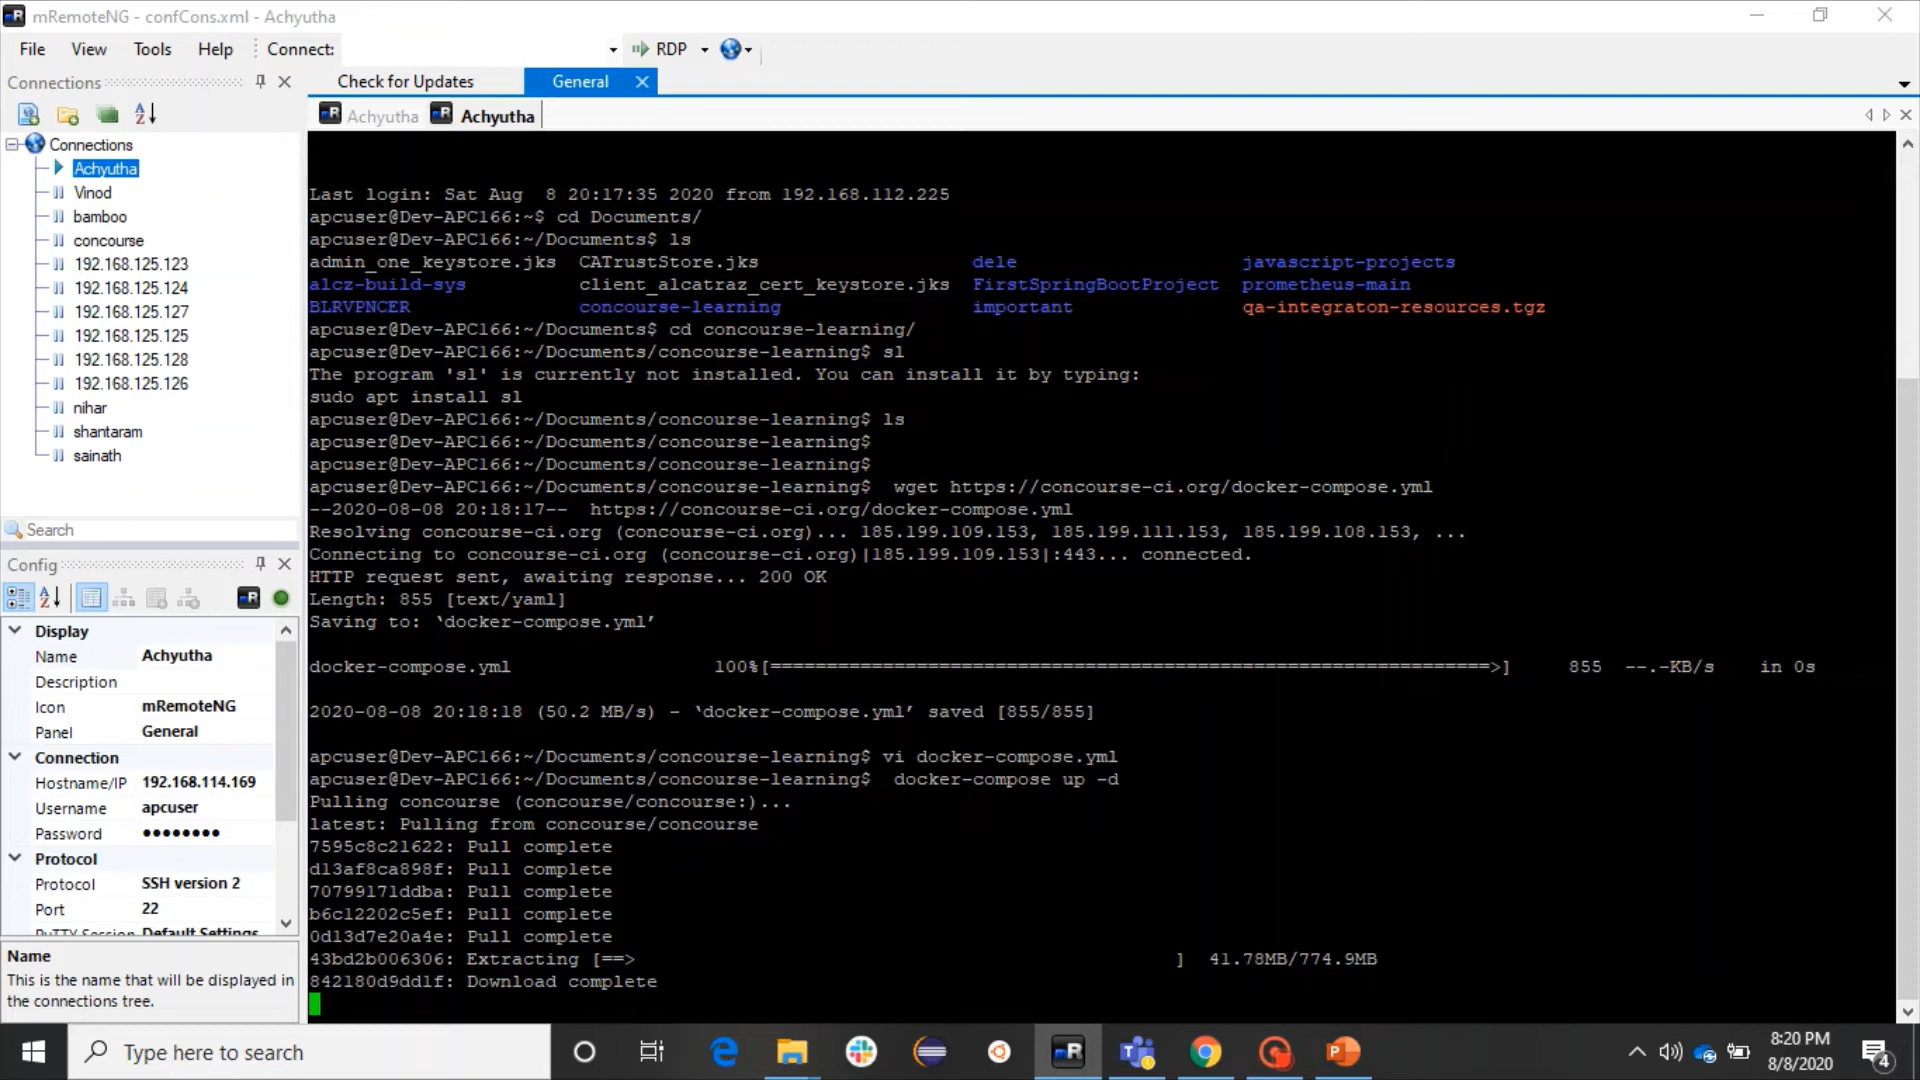 mRemoteNG - confCons.xml - Achyutha
File View Tools Help Connect: RDP
Connections
Check for Updates General
Achyutha Achyutha
Connections
Achyutha
Vinod
bamboo
concourse
192.168.125.123
192.168.125.124
192.168.125.127
192.168.125.125
192.168.125.128
192.168.125.126
nihar
shantaram
sainath
Search
Config
Display
Name Achyutha
Description
Icon mRemoteNG
Panel General
Connection
Hostname/IP 192.168.114.169
Username apcuser
Password ●●●●●●●●
Protocol
Protocol SSH version 2
Port 22
PuTTY Session Default Settings
Name
This is the name that will be displayed in
the connections tree.
Last login: Sat Aug  8 20:17:35 2020 from 192.168.112.225
apcuser@Dev-APC166:~$ cd Documents/
apcuser@Dev-APC166:~/Documents$ ls
admin_one_keystore.jks  CATrustStore.jks                    dele                    javascript-projects
alcz-build-sys          client_alcatraz_cert_keystore.jks  FirstSpringBootProject  prometheus-main
BLRVPNCER               concourse-learning                 important               qa-integraton-resources.tgz
apcuser@Dev-APC166:~/Documents$ cd concourse-learning/
apcuser@Dev-APC166:~/Documents/concourse-learning$ sl
The program 'sl' is currently not installed. You can install it by typing:
sudo apt install sl
apcuser@Dev-APC166:~/Documents/concourse-learning$ ls
apcuser@Dev-APC166:~/Documents/concourse-learning$
apcuser@Dev-APC166:~/Documents/concourse-learning$
apcuser@Dev-APC166:~/Documents/concourse-learning$  wget https://concourse-ci.org/docker-compose.yml
--2020-08-08 20:18:17--  https://concourse-ci.org/docker-compose.yml
Resolving concourse-ci.org (concourse-ci.org)... 185.199.109.153, 185.199.111.153, 185.199.108.153, ...
Connecting to concourse-ci.org (concourse-ci.org)|185.199.109.153|:443... connected.
HTTP request sent, awaiting response... 200 OK
Length: 855 [text/yaml]
Saving to: ‘docker-compose.yml’
docker-compose.yml 100%[================================================================>] 855 --.-KB/s in 0s
2020-08-08 20:18:18 (50.2 MB/s) - ‘docker-compose.yml’ saved [855/855]
apcuser@Dev-APC166:~/Documents/concourse-learning$ vi docker-compose.yml
apcuser@Dev-APC166:~/Documents/concourse-learning$  docker-compose up -d
Pulling concourse (concourse/concourse:)...
latest: Pulling from concourse/concourse
7595c8c21622: Pull complete
d13af8ca898f: Pull complete
70799171ddba: Pull complete
b6c12202c5ef: Pull complete
0d13d7e20a4e: Pull complete
43bd2b006306: Extracting [==> ] 41.78MB/774.9MB
842180d9dd1f: Download complete
Type here to search
8:20 PM
8/8/2020
4